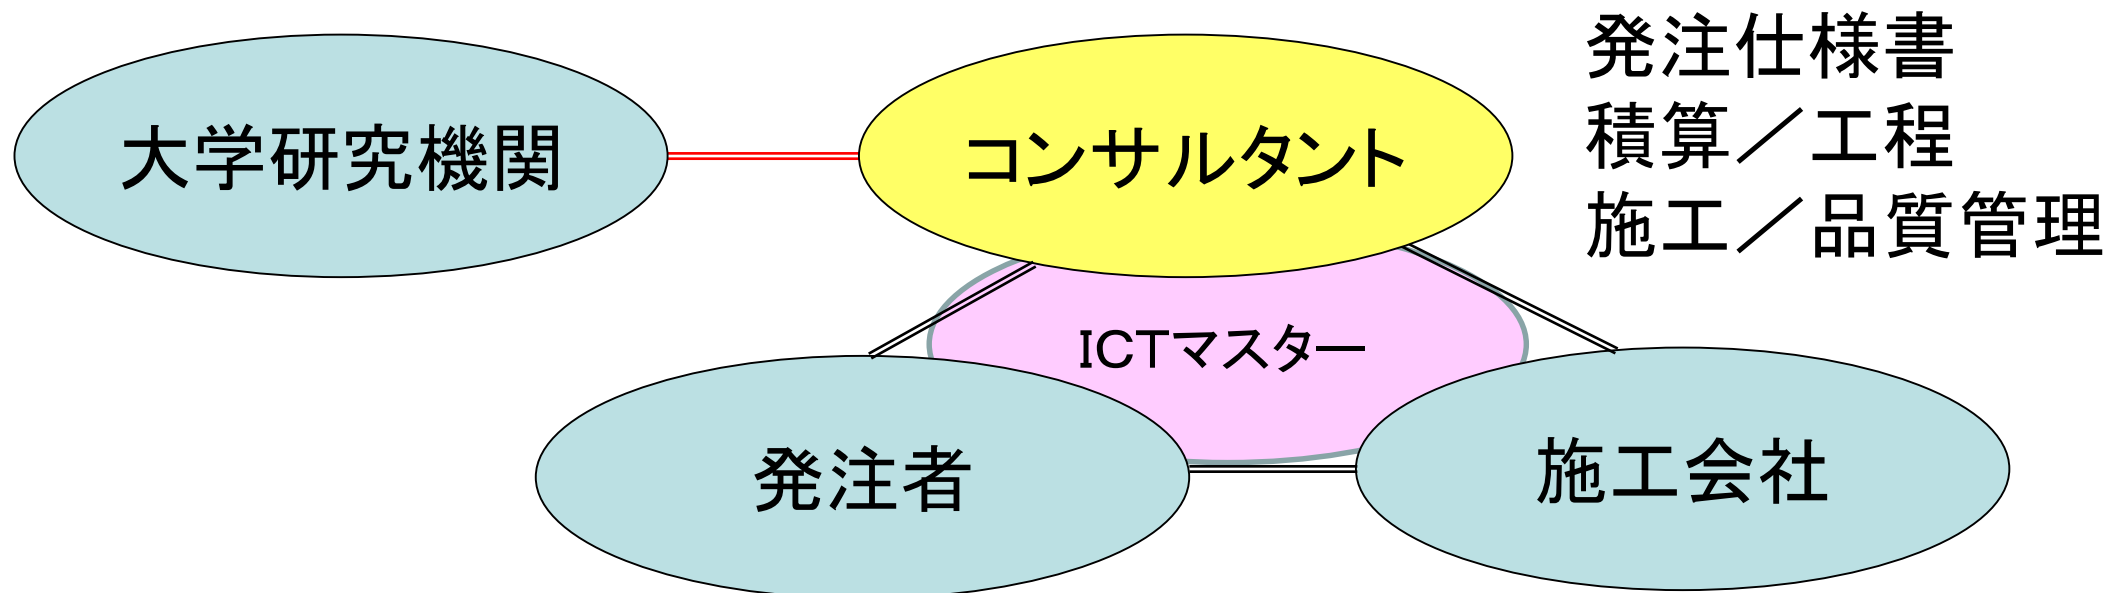 大学研究機関
コンサルタント
発注仕様書
積算／工程
施工／品質管理
ICTマスター
発注者
施工会社